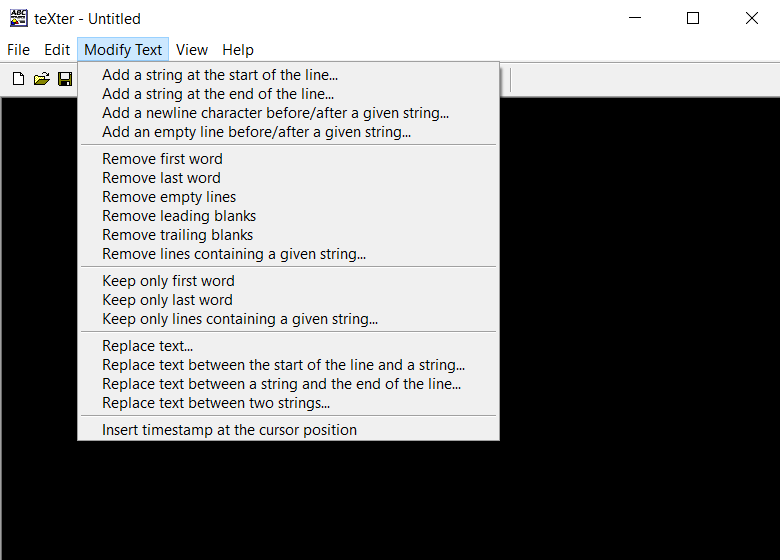 ABC
teXter - Untitled
File Edit Modify Text View Help
Add a string at the start of the line...
Add a string at the end of the line...
Add a newline character before/after a given string...
Add an empty line before/after a given string...
Remove first word
Remove last word
Remove empty lines
Remove leading blanks
Remove trailing blanks
Remove lines containing a given string...
Keep only first word
Keep only last word
Keep only lines containing a given string...
Replace text...
Replace text between the start of the line and a string...
Replace text between a string and the end of the line...
Replace text between two strings...
Insert timestamp at the cursor position